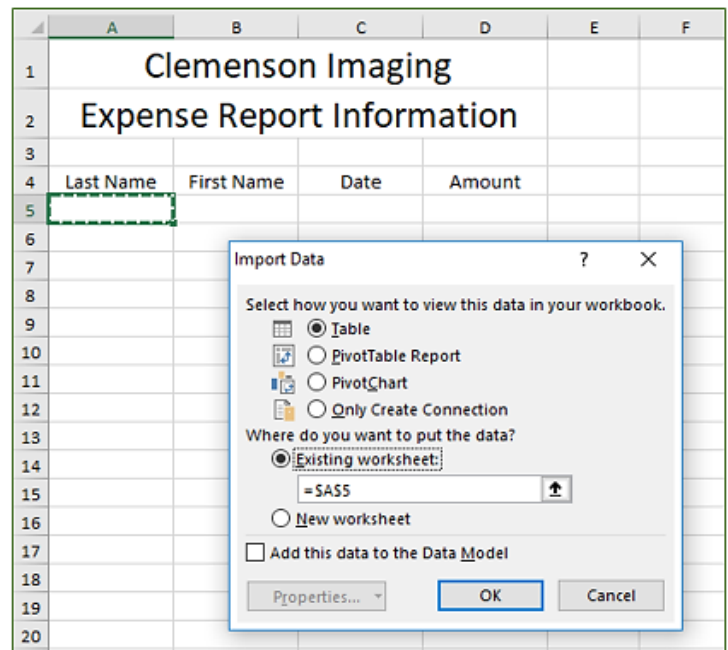 A B C D E F
1 Clemenson Imaging
2 Expense Report Information
3
4 Last Name First Name Date Amount
5
6
7
8
9
10
11
12
13
14
15
16
17
18
19
20
Import Data ? ×
Select how you want to view this data in your workbook.
Table
PivotTable Report
PivotChart
Only Create Connection
Where do you want to put the data?
Existing worksheet:
=$A$5
New worksheet
Add this data to the Data Model
Properties...
OK Cancel